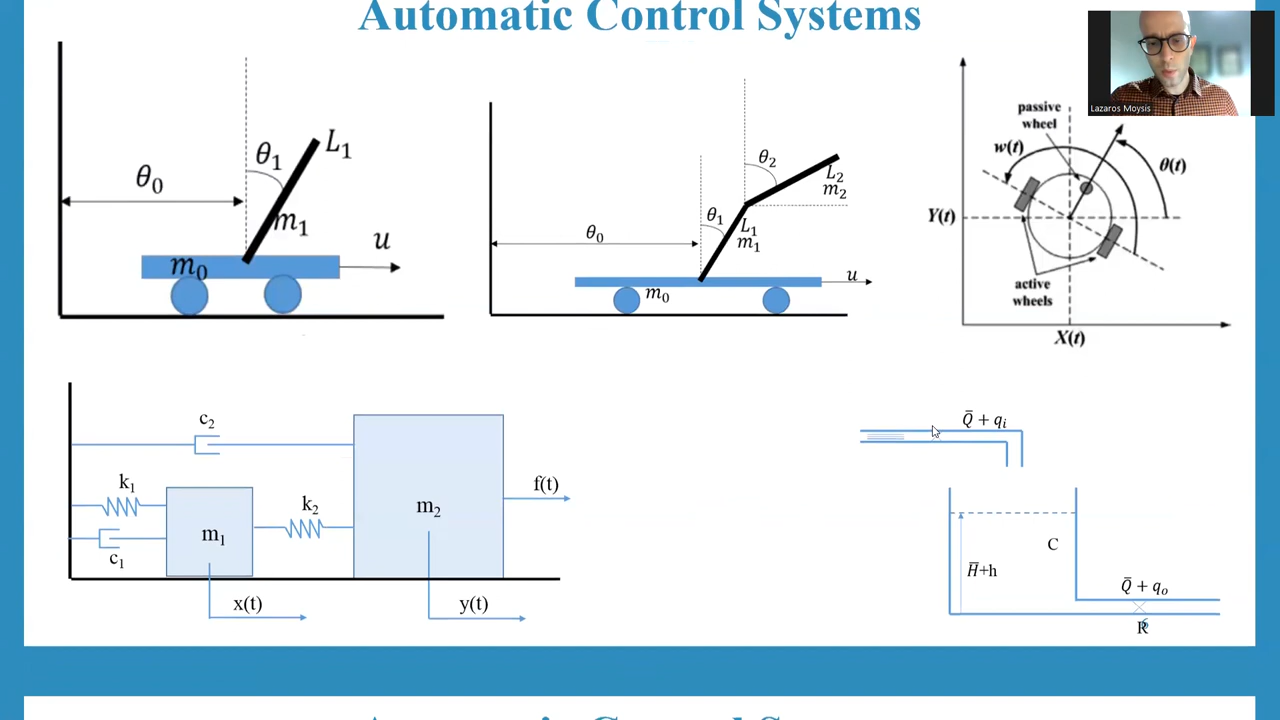 Automatic Control Systems
Lazaros Moysis
θ₀
θ₁
L₁
m₁
m₀
u
θ₀
θ₁
θ₂
L₁
m₁
L₂
m₂
m₀
u
passive
wheel
w(t)
θ(t)
Y(t)
active
wheels
X(t)
c₂
k₁
c₁
m₁
k₂
m₂
f(t)
x(t)
y(t)
Q̄ + qᵢ
C
H̄+h
Q̄ + qₒ
R